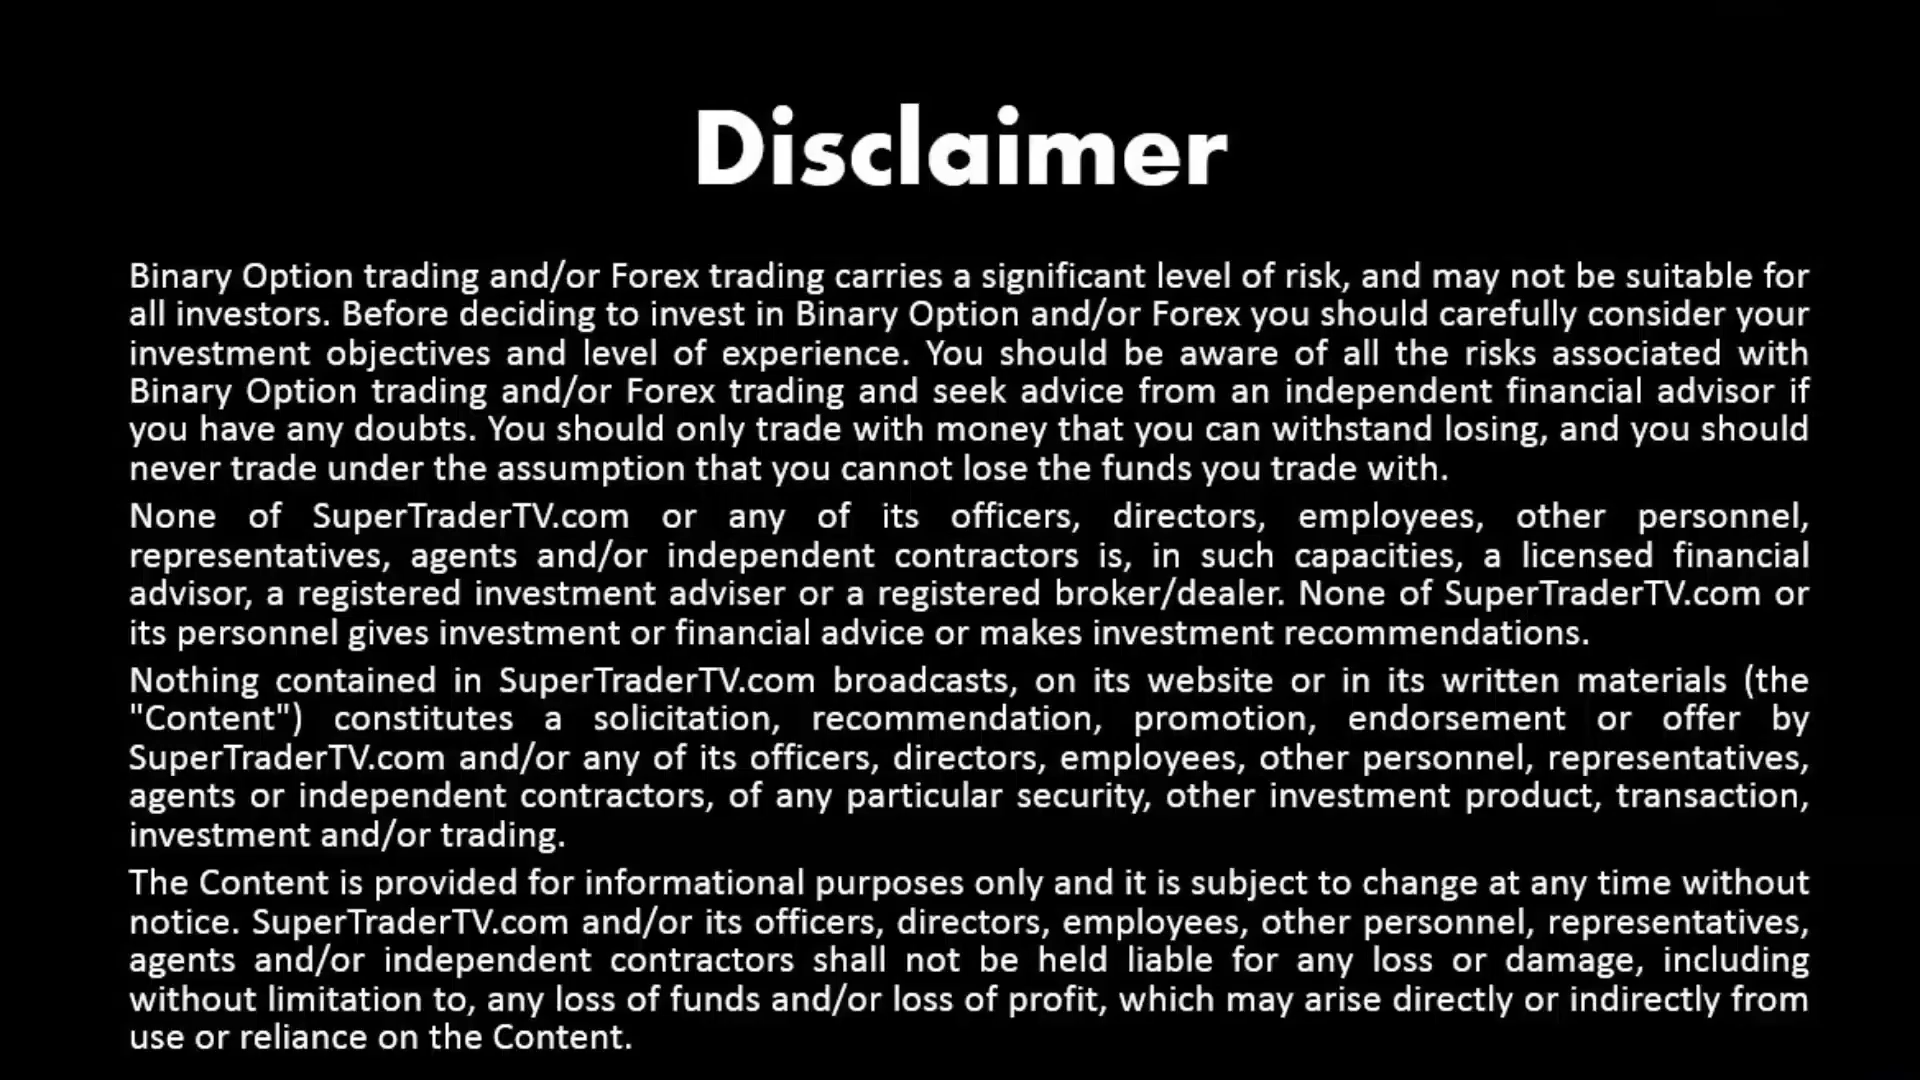 Disclaimer
Binary Option trading and/or Forex trading carries a significant level of risk, and may not be suitable for
all investors. Before deciding to invest in Binary Option and/or Forex you should carefully consider your
investment objectives and level of experience. You should be aware of all the risks associated with
Binary Option trading and/or Forex trading and seek advice from an independent financial advisor if
you have any doubts. You should only trade with money that you can withstand losing, and you should
never trade under the assumption that you cannot lose the funds you trade with.
None of SuperTraderTV.com or any of its officers, directors, employees, other personnel,
representatives, agents and/or independent contractors is, in such capacities, a licensed financial
advisor, a registered investment adviser or a registered broker/dealer. None of SuperTraderTV.com or
its personnel gives investment or financial advice or makes investment recommendations.
Nothing contained in SuperTraderTV.com broadcasts, on its website or in its written materials (the
"Content") constitutes a solicitation, recommendation, promotion, endorsement or offer by
SuperTraderTV.com and/or any of its officers, directors, employees, other personnel, representatives,
agents or independent contractors, of any particular security, other investment product, transaction,
investment and/or trading.
The Content is provided for informational purposes only and it is subject to change at any time without
notice. SuperTraderTV.com and/or its officers, directors, employees, other personnel, representatives,
agents and/or independent contractors shall not be held liable for any loss or damage, including
without limitation to, any loss of funds and/or loss of profit, which may arise directly or indirectly from
use or reliance on the Content.